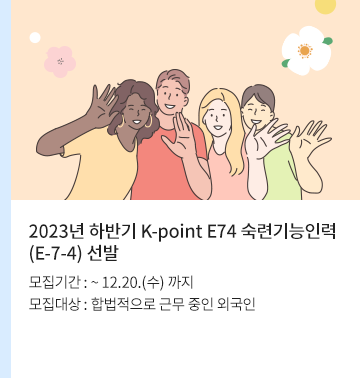 2023년 하반기 K-point E74 숙련기능인력
(E-7-4) 선발
모집기간 : ~ 12.20.(수) 까지
모집대상 : 합법적으로 근무 중인 외국인